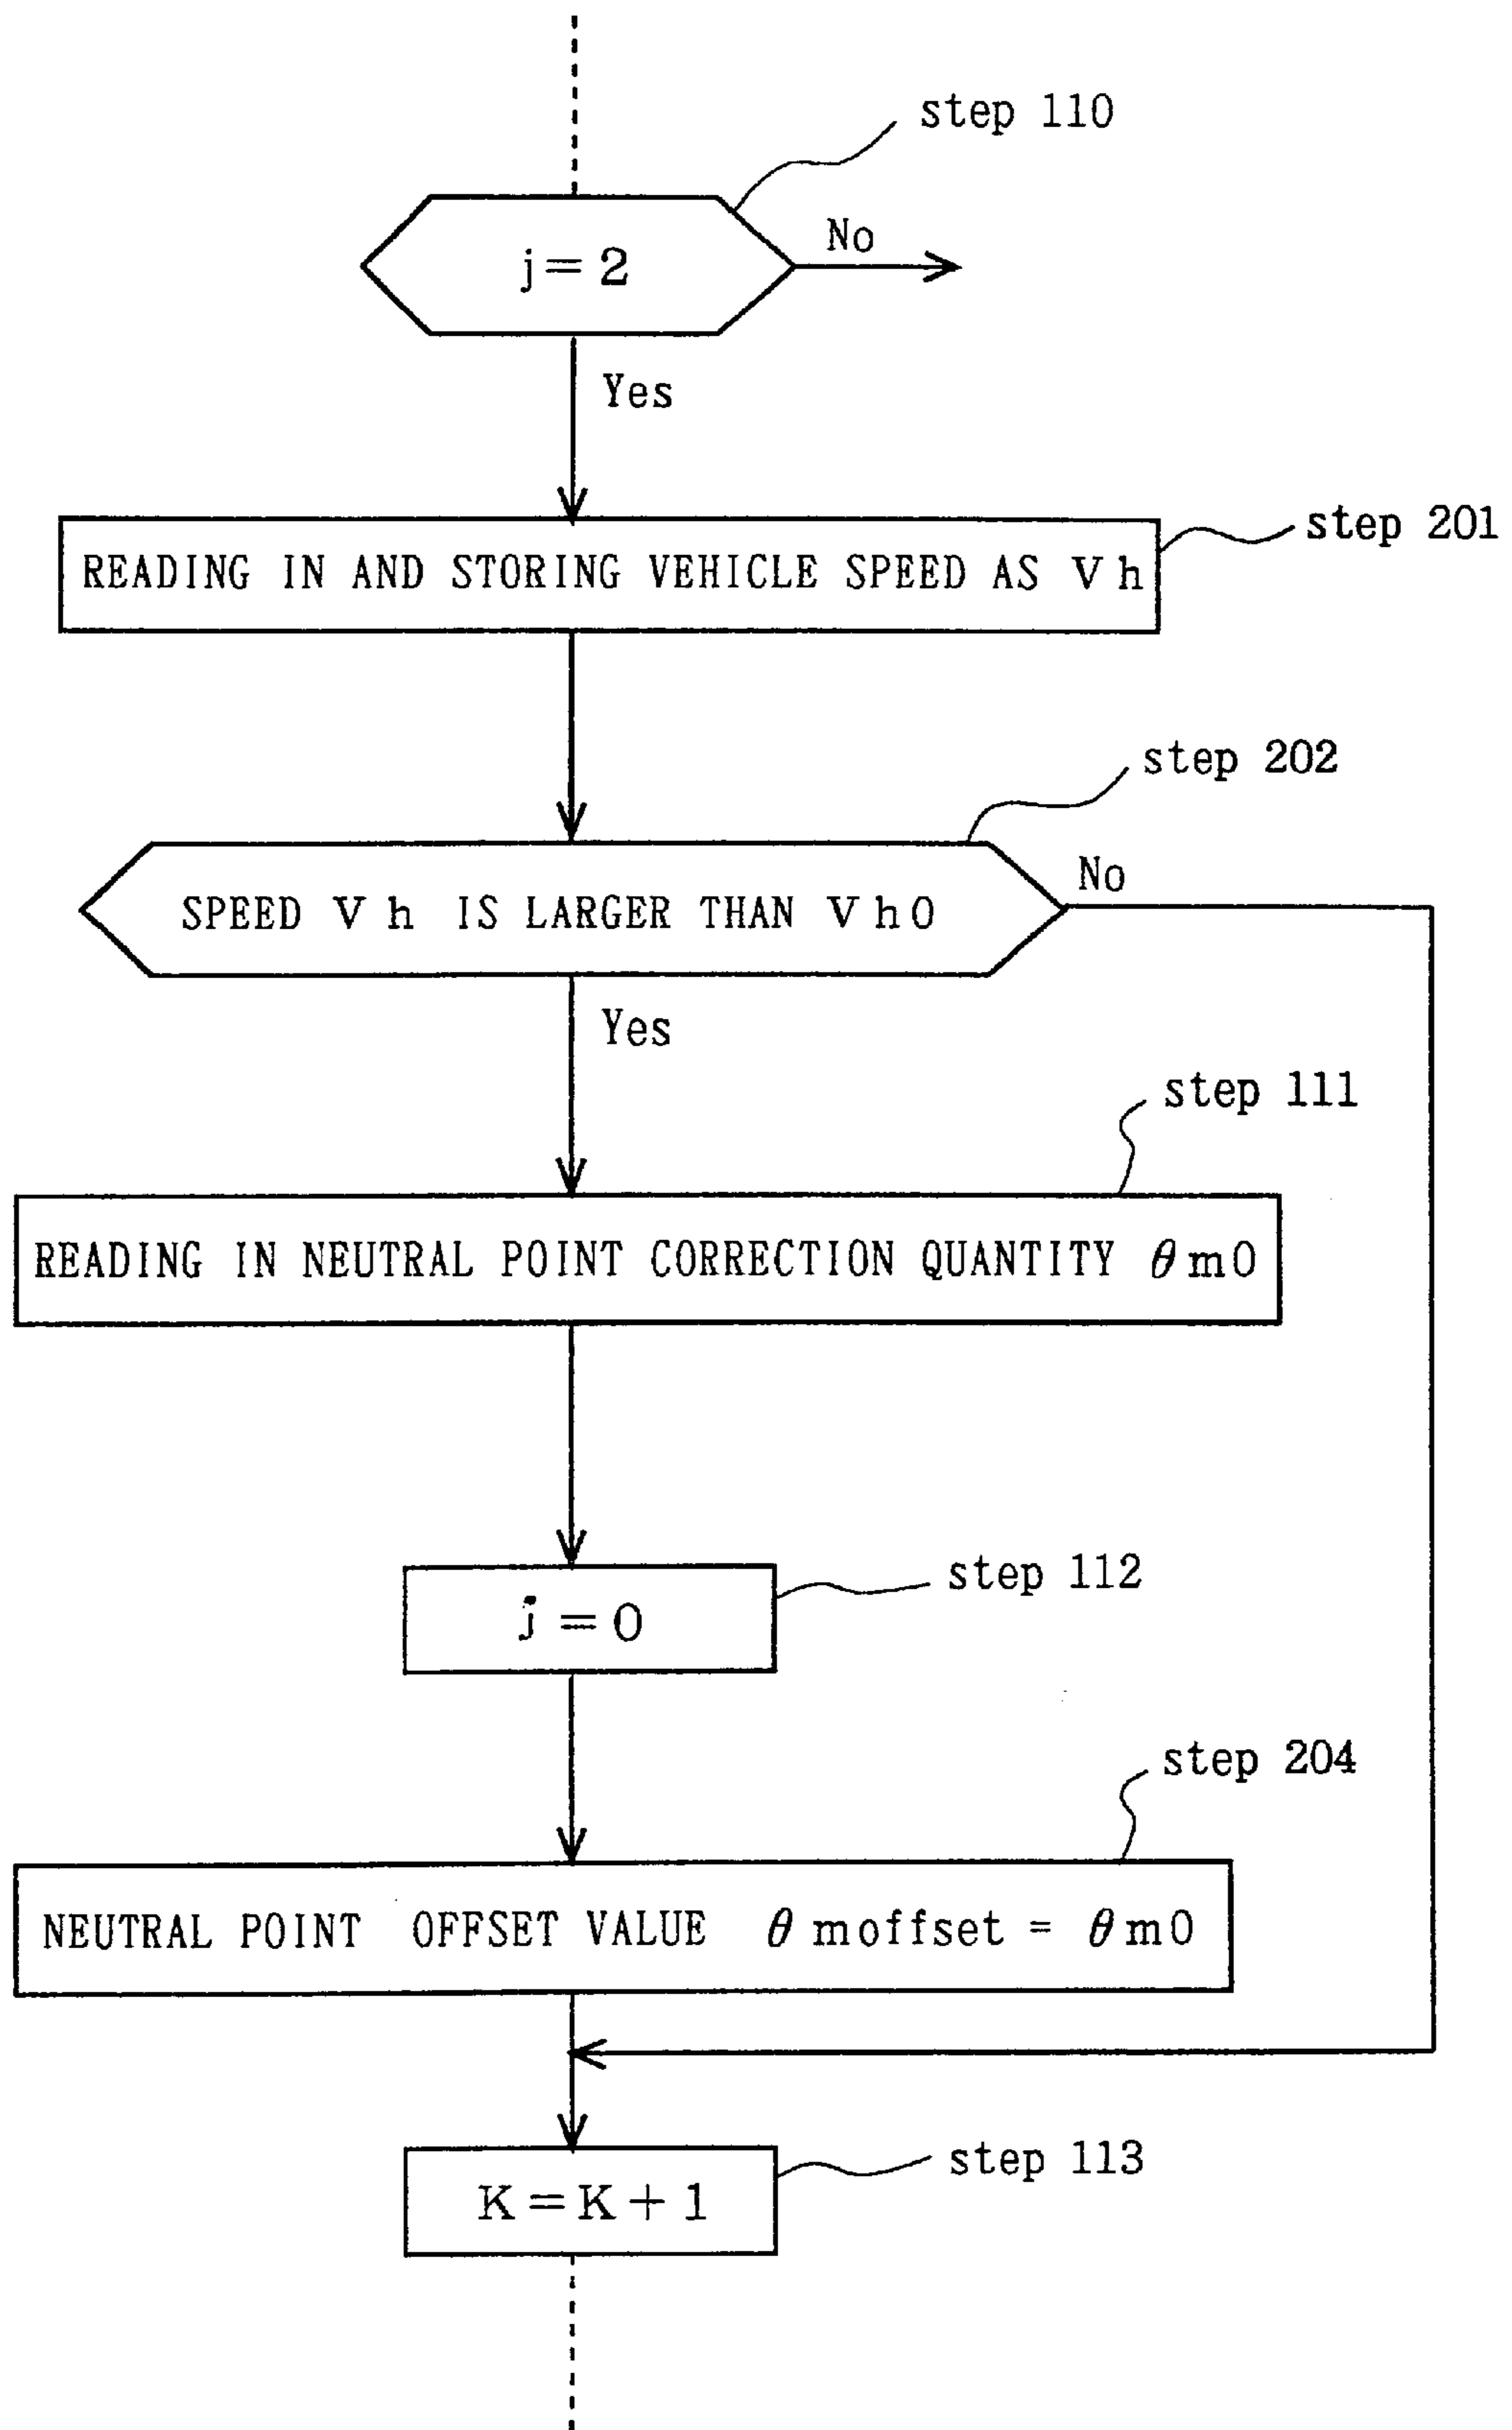 step 110
j=2
No
Yes
step 201
READING IN AND STORING VEHICLE SPEED AS Vh
step 202
SPEED Vh IS LARGER THAN Vh0
No
Yes
step 111
READING IN NEUTRAL POINT CORRECTION QUANTITY θm0
step 112
j=0
step 204
NEUTRAL POINT OFFSET VALUE θmoffset = θm0
step 113
K=K+1